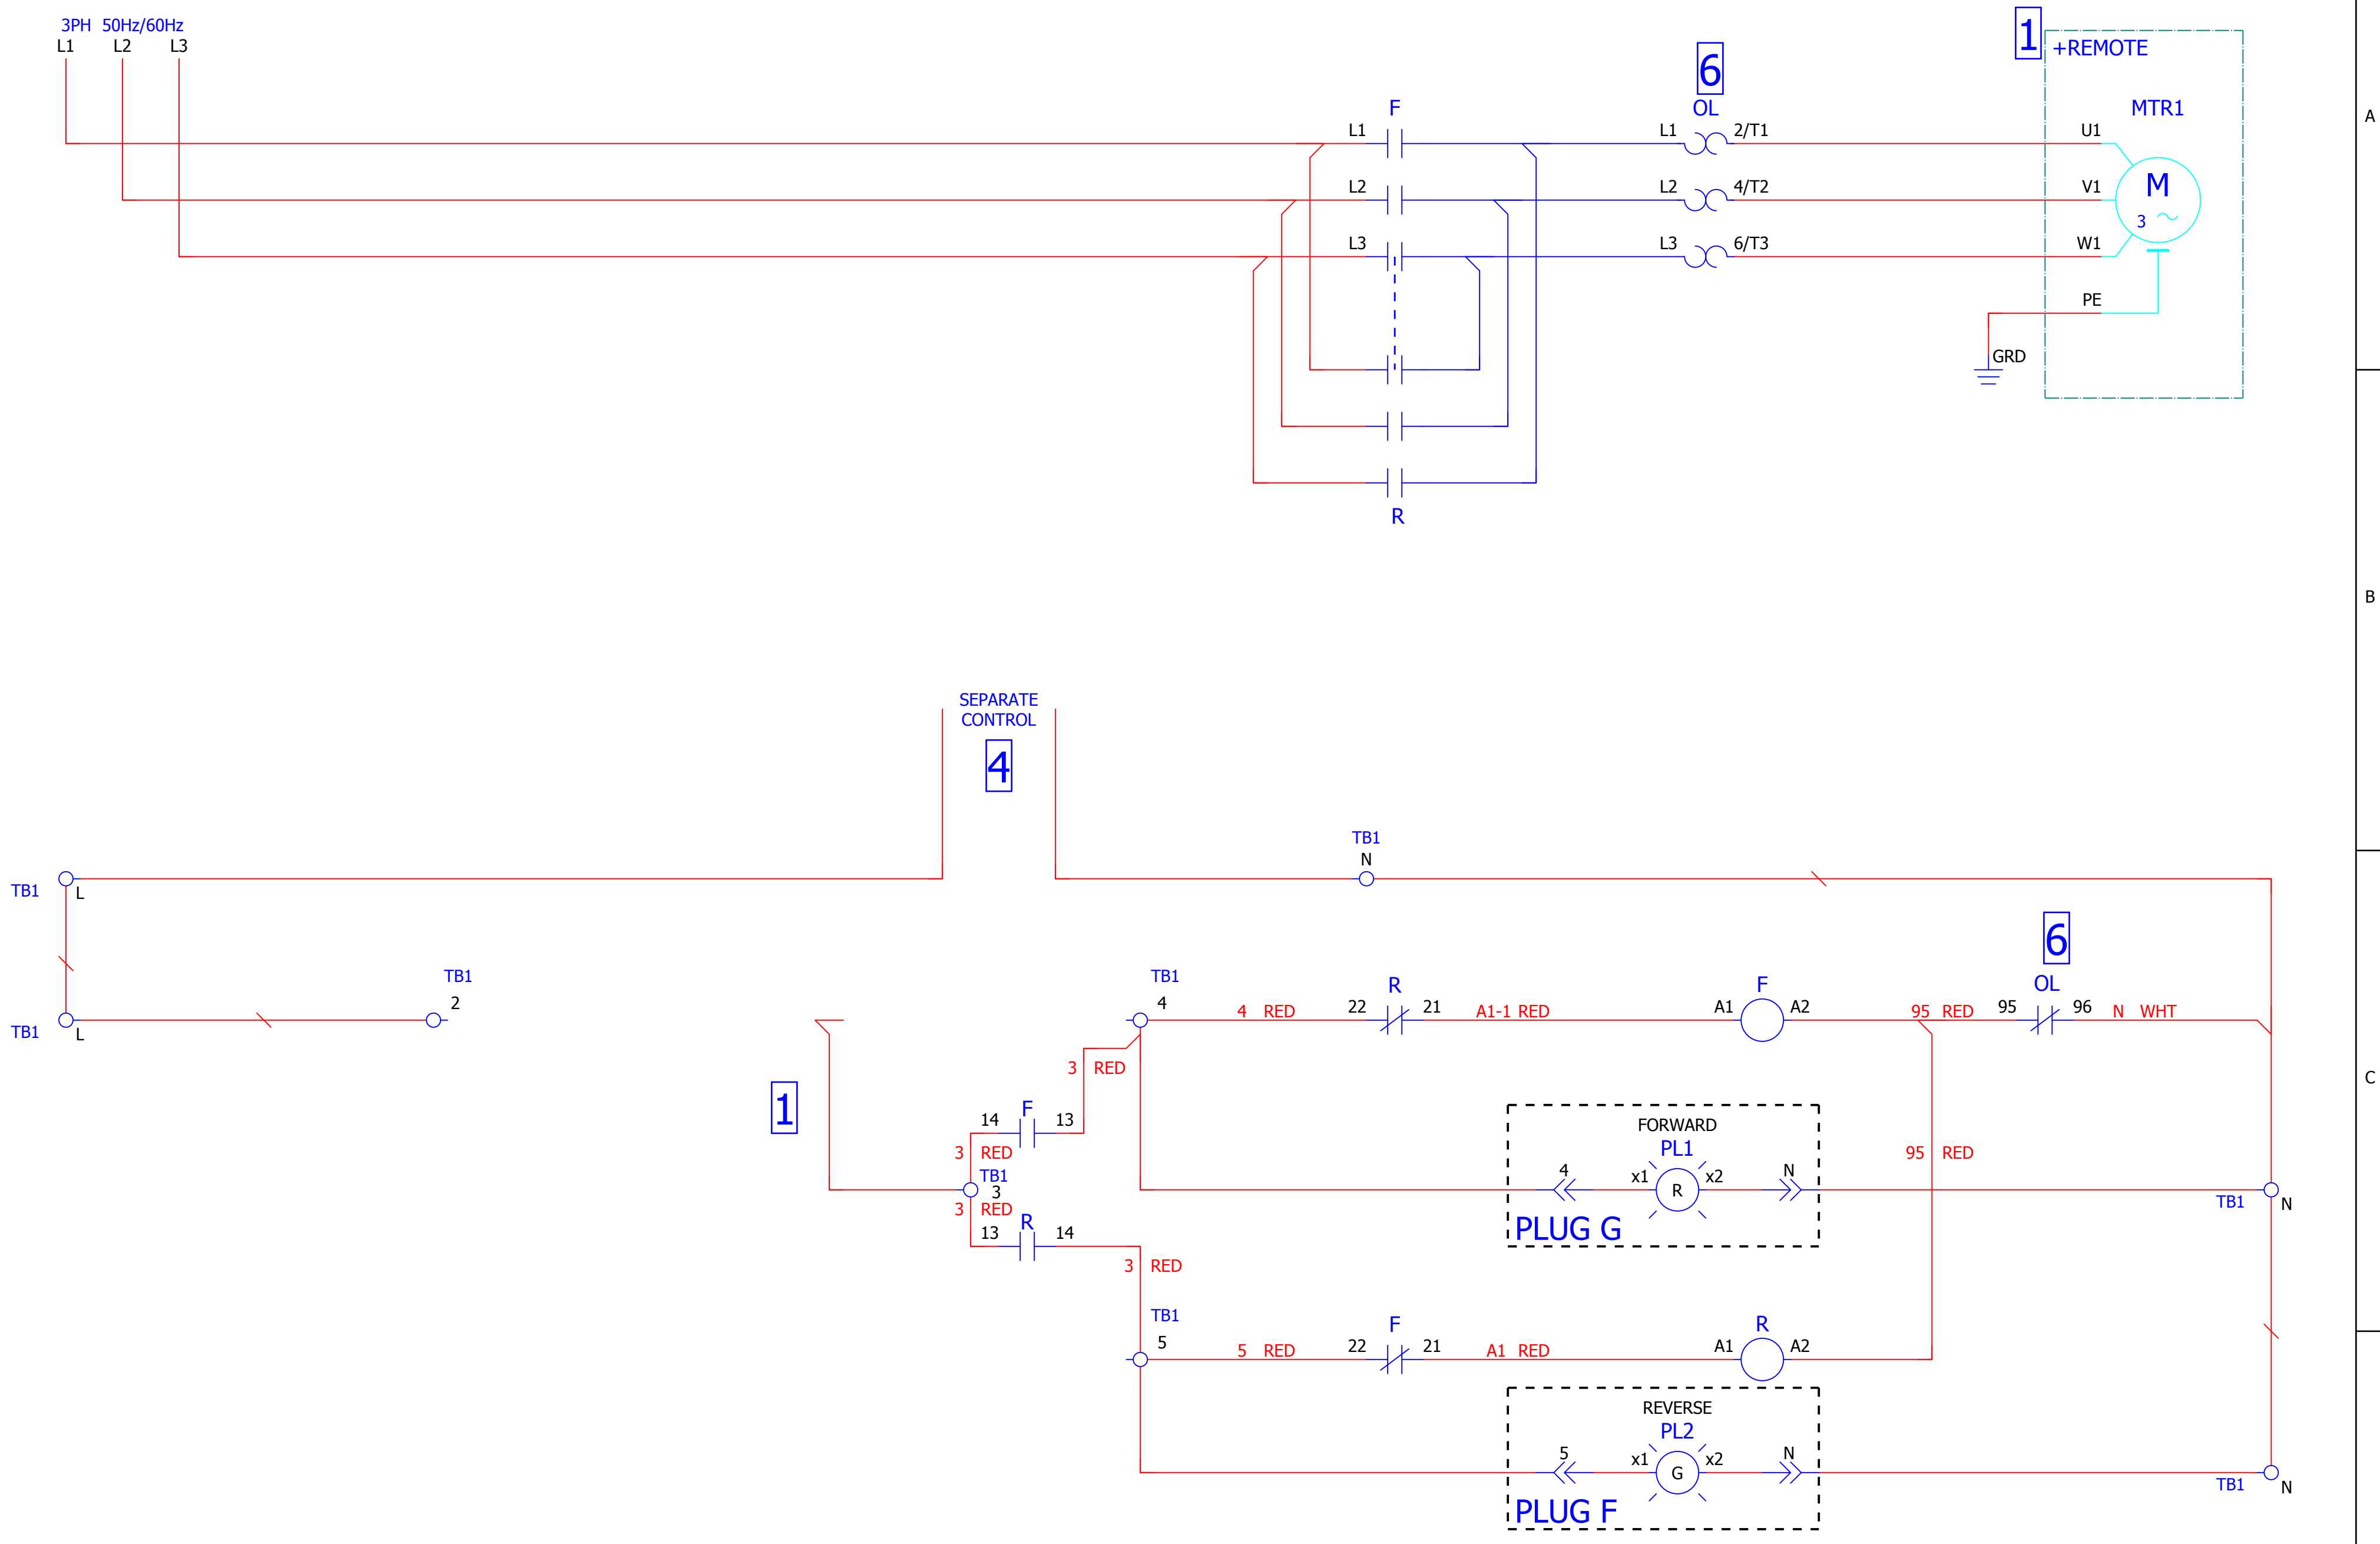 3PH 50Hz/60Hz
L1 L2 L3
1
+REMOTE
6
F
OL
MTR1
A
L1
L1 2/T1
U1
L2
L2 4/T2
V1
M
3
L3
L3 6/T3
W1
PE
GRD
R
B
SEPARATE
CONTROL
4
TB1
N
TB1
L
6
TB1
2
TB1
4
4 RED
22 R 21
A1-1 RED
A1 F A2
95 RED
95 OL 96
N WHT
TB1
L
3 RED
C
1
14 F 13
3 RED
FORWARD
PL1
4
x1 R x2
N
PLUG G
95 RED
TB1
3
3 RED
13 R 14
TB1
N
3 RED
TB1
5
5 RED
22 F 21
A1 RED
A1 R A2
REVERSE
PL2
5
x1 G x2
N
PLUG F
TB1
N